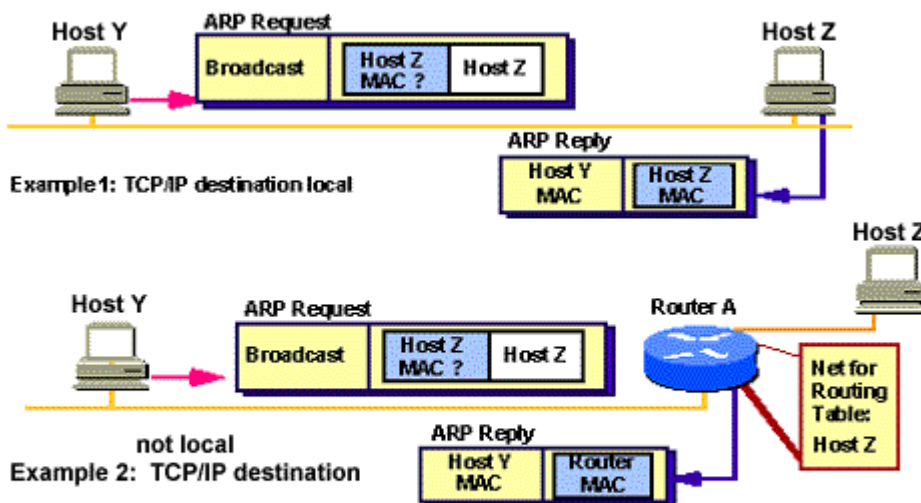 ARP Request
Host Y
Host Z
Broadcast
Host Z
MAC ?
Host Z
ARP Reply
Host Y
MAC
Host Z
MAC
Example 1: TCP/IP destination local
Host Z
Host Y
ARP Request
Router A
Broadcast
Host Z
MAC ?
Host Z
Net for
Routing
Table:
Host Z
ARP Reply
Host Y
MAC
Router
MAC
not local
Example 2: TCP/IP destination